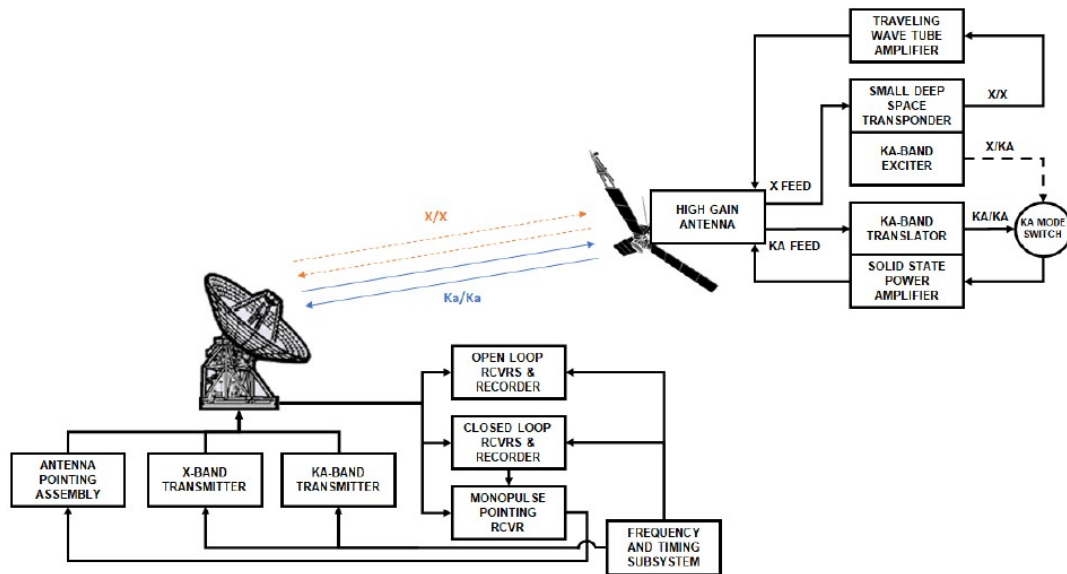 TRAVELING
WAVE TUBE
AMPLIFIER
SMALL DEEP
SPACE
TRANSPONDER
X/X
KA-BAND
EXCITER
X/KA
X FEED
HIGH GAIN
ANTENNA
KA FEED
KA-BAND
TRANSLATOR
KA/KA
KA MODE
SWITCH
SOLID STATE
POWER
AMPLIFIER
X/X
Ka/Ka
OPEN LOOP
RCVRS &
RECORDER
CLOSED LOOP
RCVRS &
RECORDER
ANTENNA
POINTING
ASSEMBLY
X-BAND
TRANSMITTER
KA-BAND
TRANSMITTER
MONOPULSE
POINTING
RCVR
FREQUENCY
AND TIMING
SUBSYSTEM